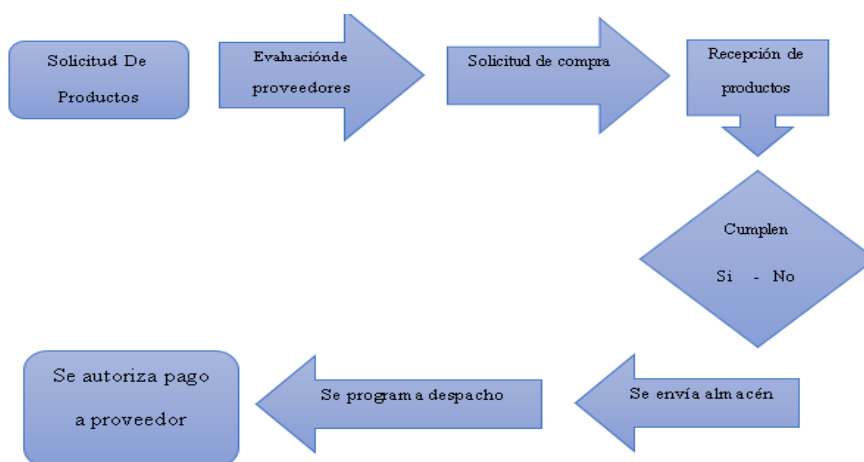 Solicitud De
Productos
Evaluaciónde
proveedores
Solicitud de compra
Recepción de
productos
Cumplen
Si - No
Se envía almacén
Se programa despacho
Se autoriza pago
a proveedor